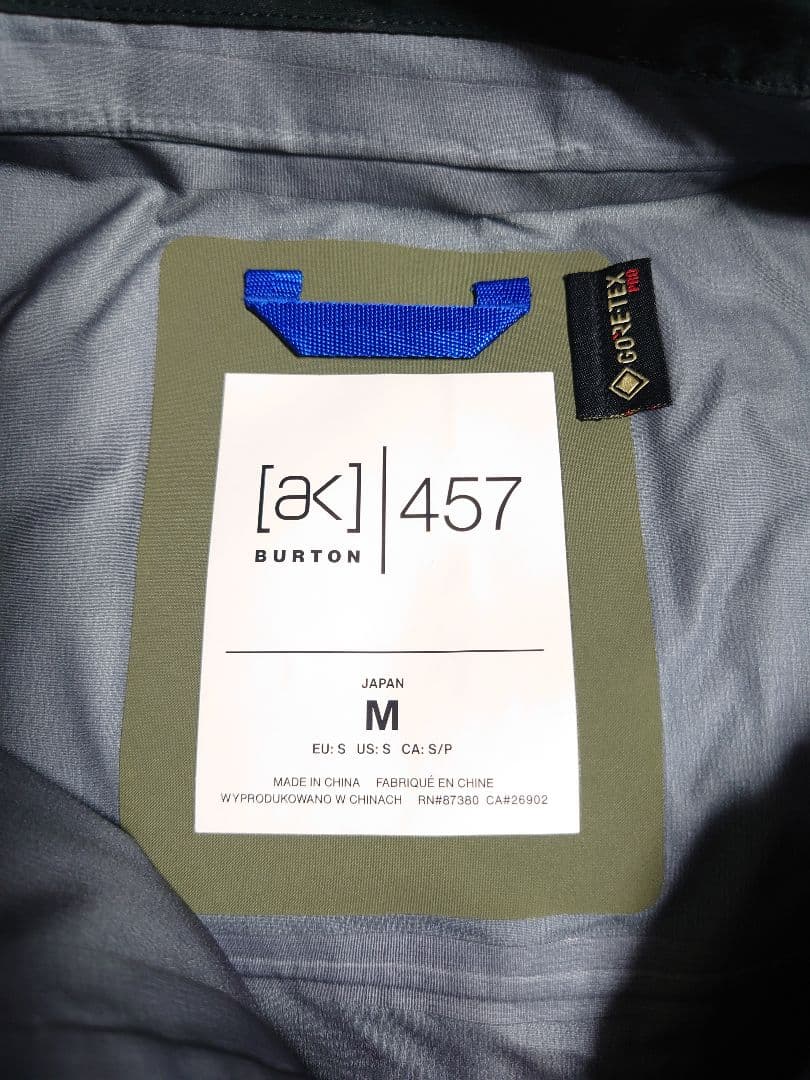 GORE-TEX
PRO
[ak] 457
BURTON
JAPAN
M
EU: S US: S CA: S/P
MADE IN CHINA FABRIQUÉ EN CHINE
WYPRODUKOWANO W CHINACH RN#87380 CA#26902